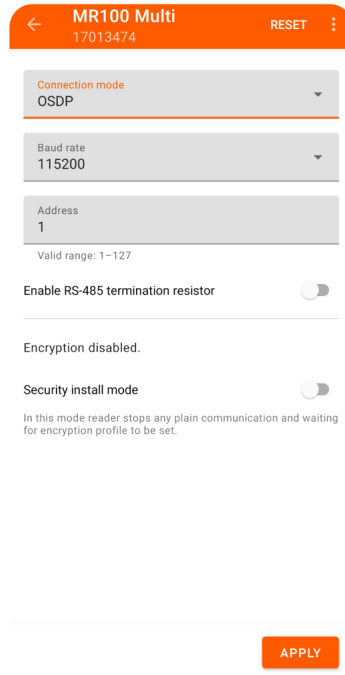 MR100 Multi
RESET
17013474
Connection mode
OSDP
Baud rate
115200
Address
1
Valid range: 1–127
Enable RS-485 termination resistor
Encryption disabled.
Security install mode
In this mode reader stops any plain communication and waiting
for encryption profile to be set.
APPLY